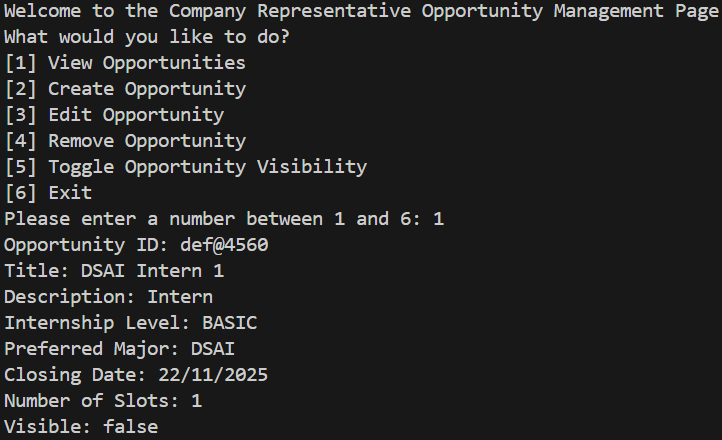 Welcome to the Company Representative Opportunity Management Page
What would you like to do?
[1] View Opportunities
[2] Create Opportunity
[3] Edit Opportunity
[4] Remove Opportunity
[5] Toggle Opportunity Visibility
[6] Exit
Please enter a number between 1 and 6: 1
Opportunity ID: def@4560
Title: DSAI Intern 1
Description: Intern
Internship Level: BASIC
Preferred Major: DSAI
Closing Date: 22/11/2025
Number of Slots: 1
Visible: false